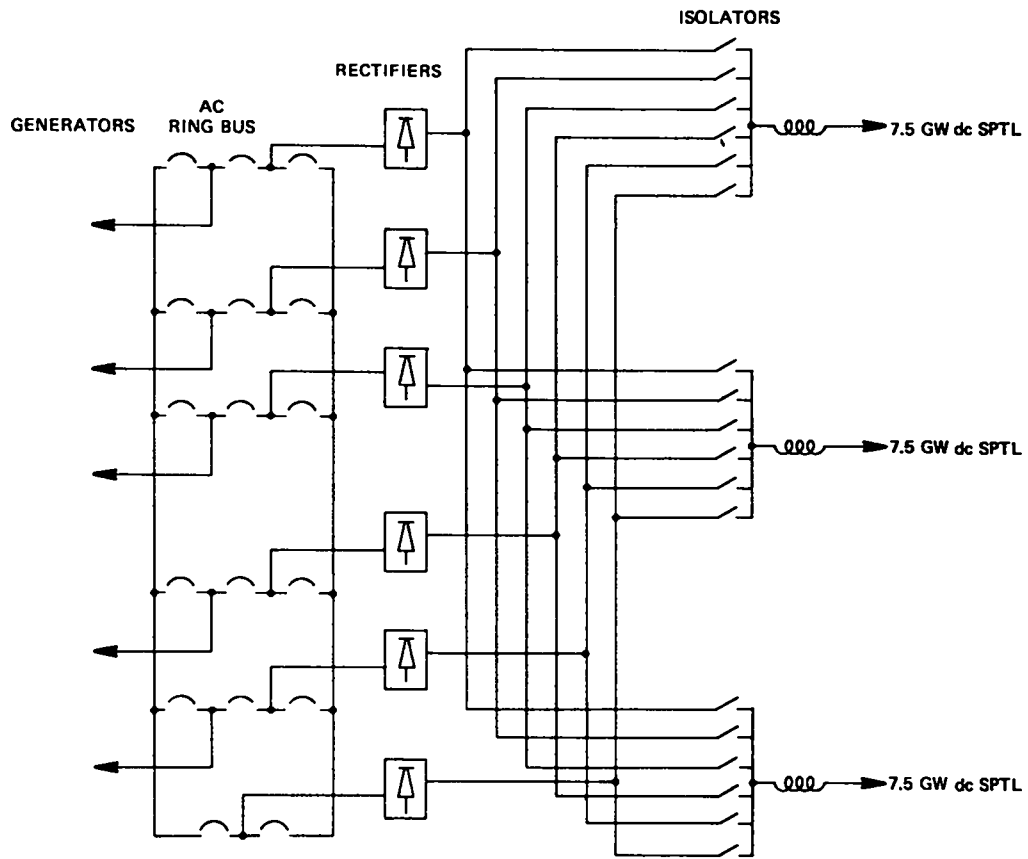 ISOLATORS
RECTIFIERS
AC
RING BUS
GENERATORS
7.5 GW dc SPTL
7.5 GW dc SPTL
7.5 GW dc SPTL